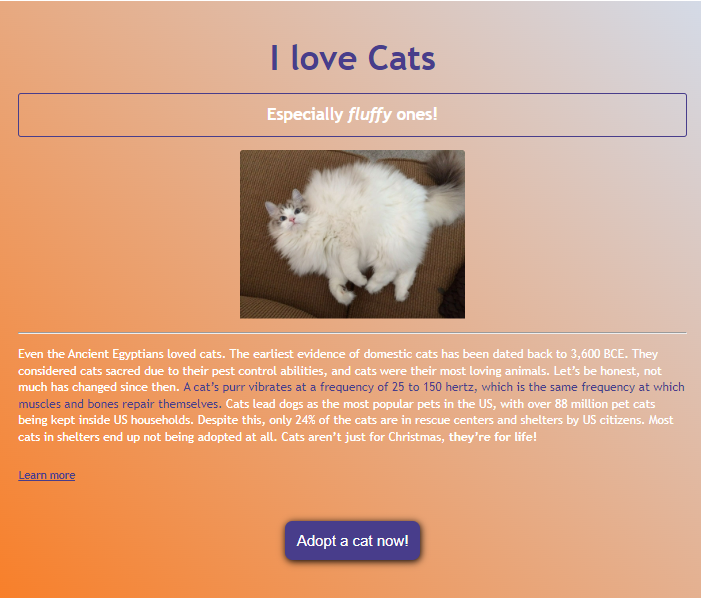 I love Cats
Especially fluffy ones!
Even the Ancient Egyptians loved cats. The earliest evidence of domestic cats has been dated back to 3,600 BCE. They
considered cats sacred due to their pest control abilities, and cats were their most loving animals. Let’s be honest, not
much has changed since then. A cat’s purr vibrates at a frequency of 25 to 150 hertz, which is the same frequency at which
muscles and bones repair themselves. Cats lead dogs as the most popular pets in the US, with over 88 million pet cats
being kept inside US households. Despite this, only 24% of the cats are in rescue centers and shelters by US citizens. Most
cats in shelters end up not being adopted at all. Cats aren’t just for Christmas, they’re for life!
Learn more
Adopt a cat now!